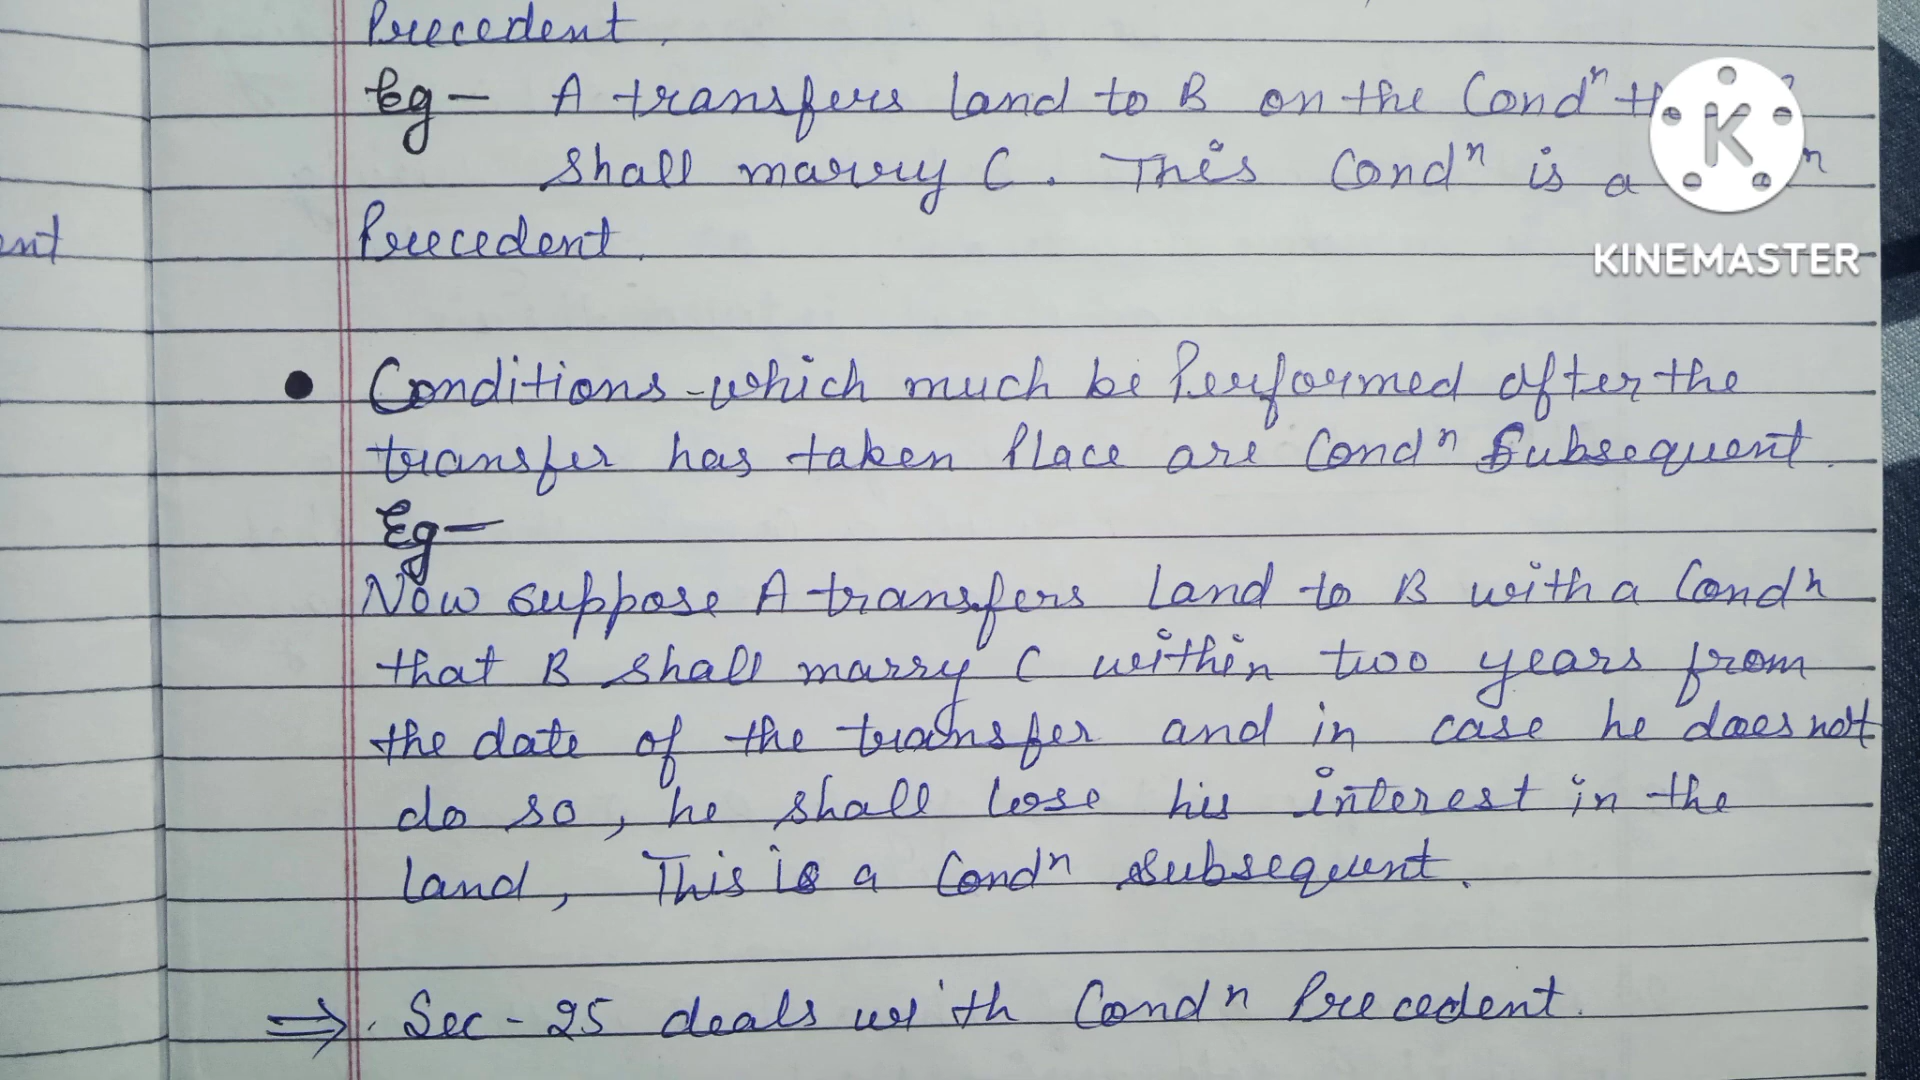 Precedent.
Eg - A transfers land to B on the Condⁿ
shall marry C. This Condⁿ is a
Precedent.
ent
KINEMASTER
• Conditions which much be Performed after the
transfer has taken Place are Condⁿ Subsequent.
Eg -
Now suppose A transfers land to B with a Condⁿ
that B shall marry C within two years from
the date of the transfer and in case he does not
do so, he shall lose his interest in the
land, This is a Condⁿ subsequent.
⇒ Sec - 25 deals with Condⁿ Precedent.